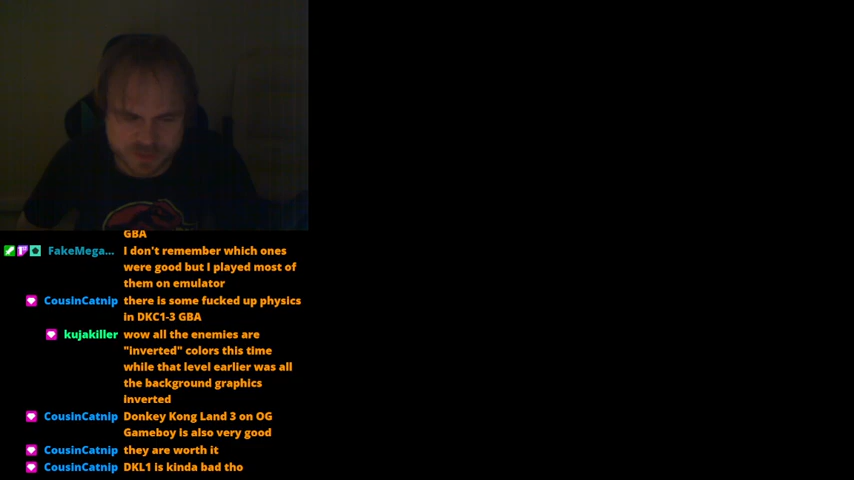 GBA
FakeMega... I don't remember which ones
were good but I played most of
them on emulator
CousinCatnip there is some fucked up physics
in DKC1-3 GBA
kujakiller wow all the enemies are
"inverted" colors this time
while that level earlier was all
the background graphics
inverted
CousinCatnip Donkey Kong Land 3 on OG
Gameboy is also very good
CousinCatnip they are worth it
CousinCatnip DKL1 is kinda bad tho